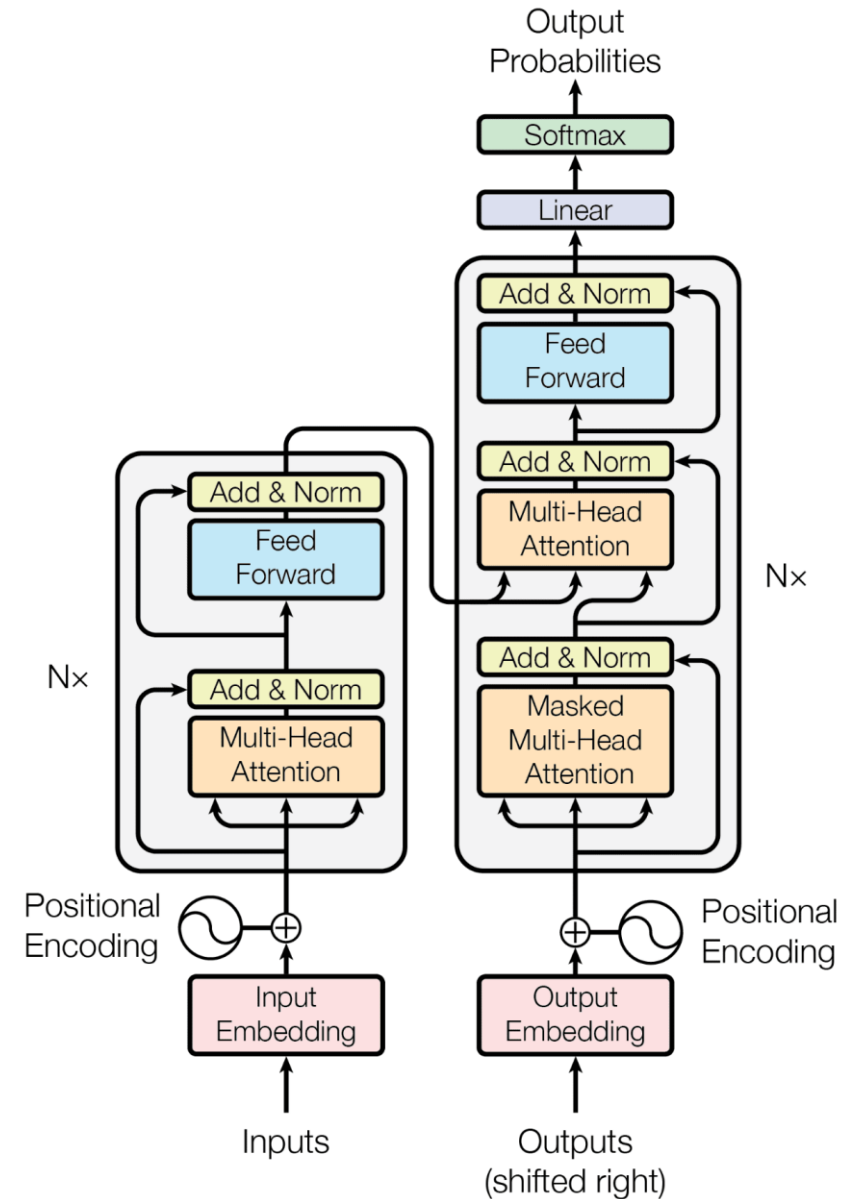 Output
Probabilities
Softmax
Linear
Add & Norm
Feed
Forward
Add & Norm
Multi-Head
Attention
Nx
Add & Norm
Masked
Multi-Head
Attention
Add & Norm
Feed
Forward
Nx
Add & Norm
Multi-Head
Attention
Positional
Encoding
Positional
Encoding
Input
Embedding
Output
Embedding
Inputs
Outputs
(shifted right)